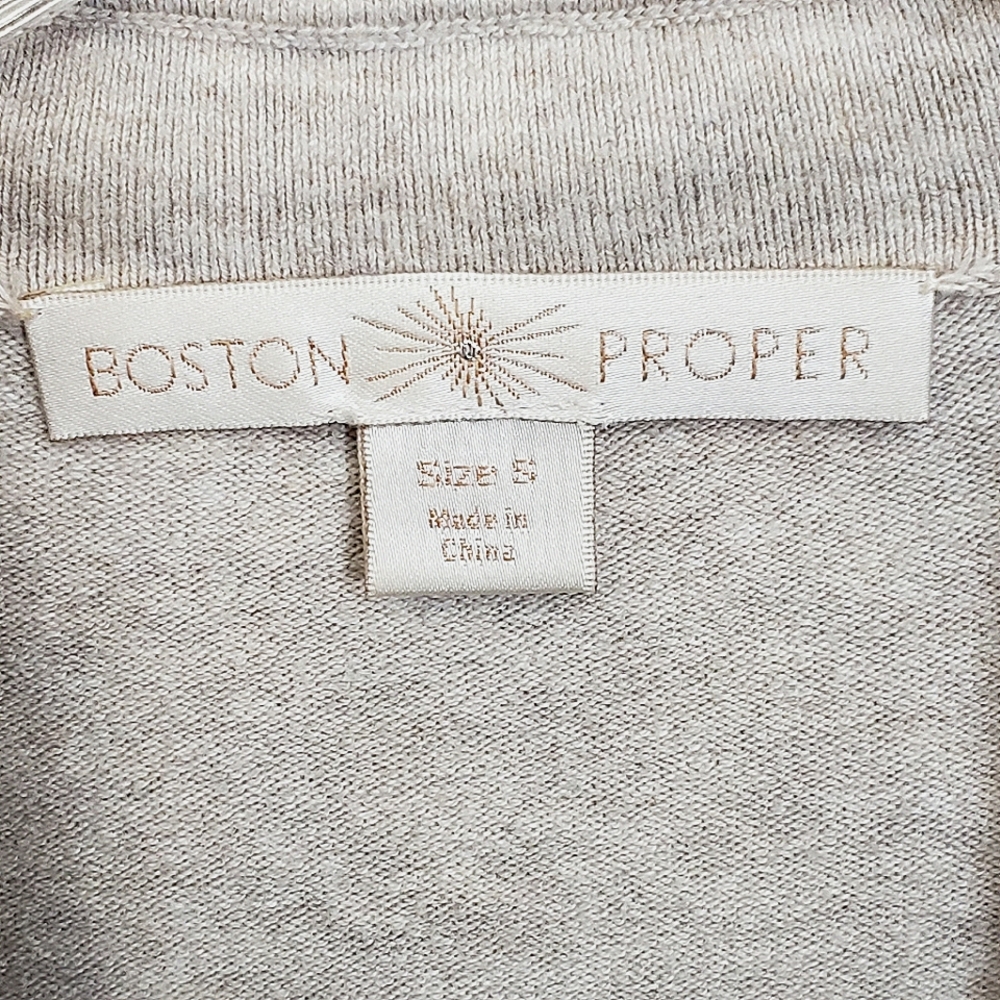 BOSTON PROPER
Size S
Made in
China